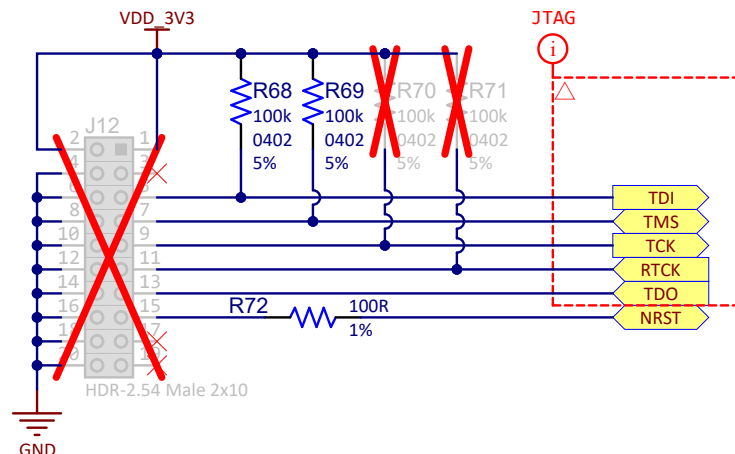 VDD_3V3
JTAG
i
R68
100k
0402
5%
R69
100k
0402
5%
R70
100k
0402
5%
R71
100k
0402
5%
J12
2 1
4 3
6 5
8 7
10 9
12 11
14 13
16 15
18 17
20 19
HDR-2.54 Male 2x10
TDI
TMS
TCK
RTCK
TDO
NRST
R72
100R
1%
GND